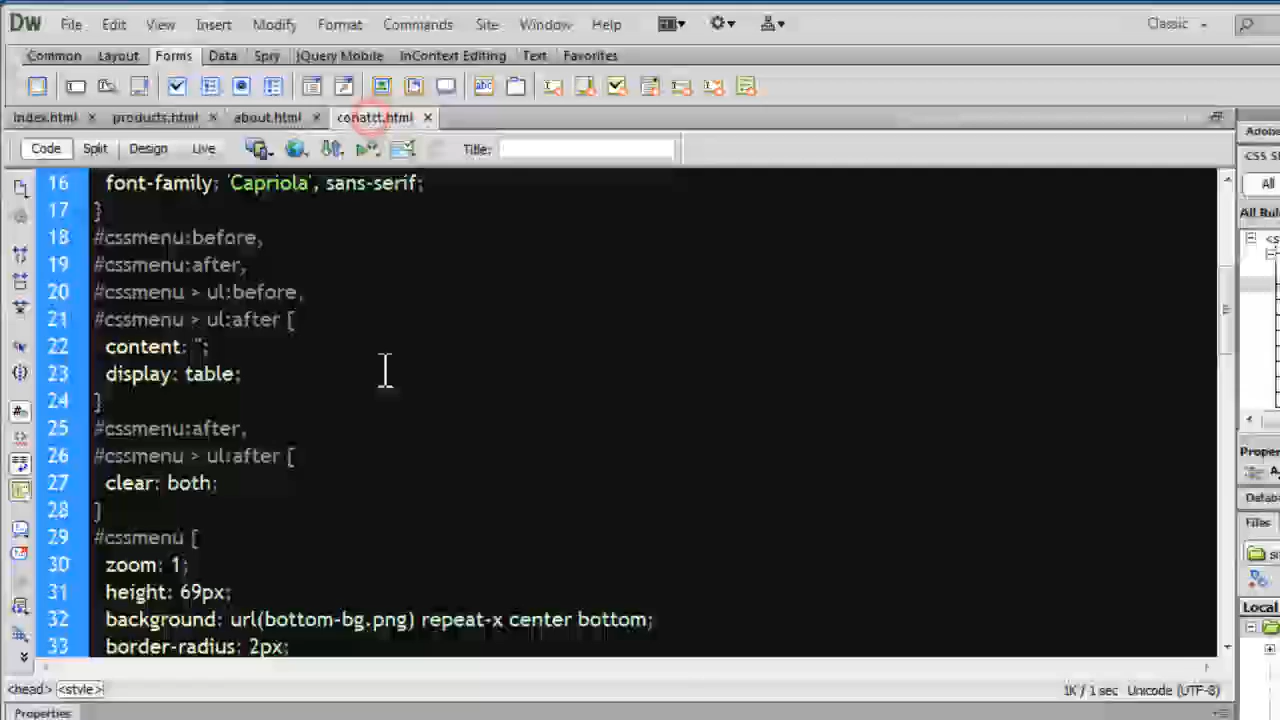 Dw File Edit View Insert Modify Format Commands Site Window Help Classic
Common Layout Forms Data Spry jQuery Mobile InContext Editing Text Favorites
abc
index.html × products.html × about.html × conatct.html ×
Adobe
Code Split Design Live Title:
CSS S
16 font-family: 'Capriola', sans-serif;
All
17 }
All Rul
18 #cssmenu:before,
<s
19 #cssmenu:after,
20 #cssmenu > ul:before,
21 #cssmenu > ul:after {
22 content: '';
23 display: table;
24 }
25 #cssmenu:after,
26 #cssmenu > ul:after {
Proper
27 clear: both;
Datab
28 }
Files
29 #cssmenu {
30 zoom: 1;
31 height: 69px;
Local
32 background: url(bottom-bg.png) repeat-x center bottom;
33 border-radius: 2px;
<head> <style> 1K / 1 sec Unicode (UTF-8)
Properties